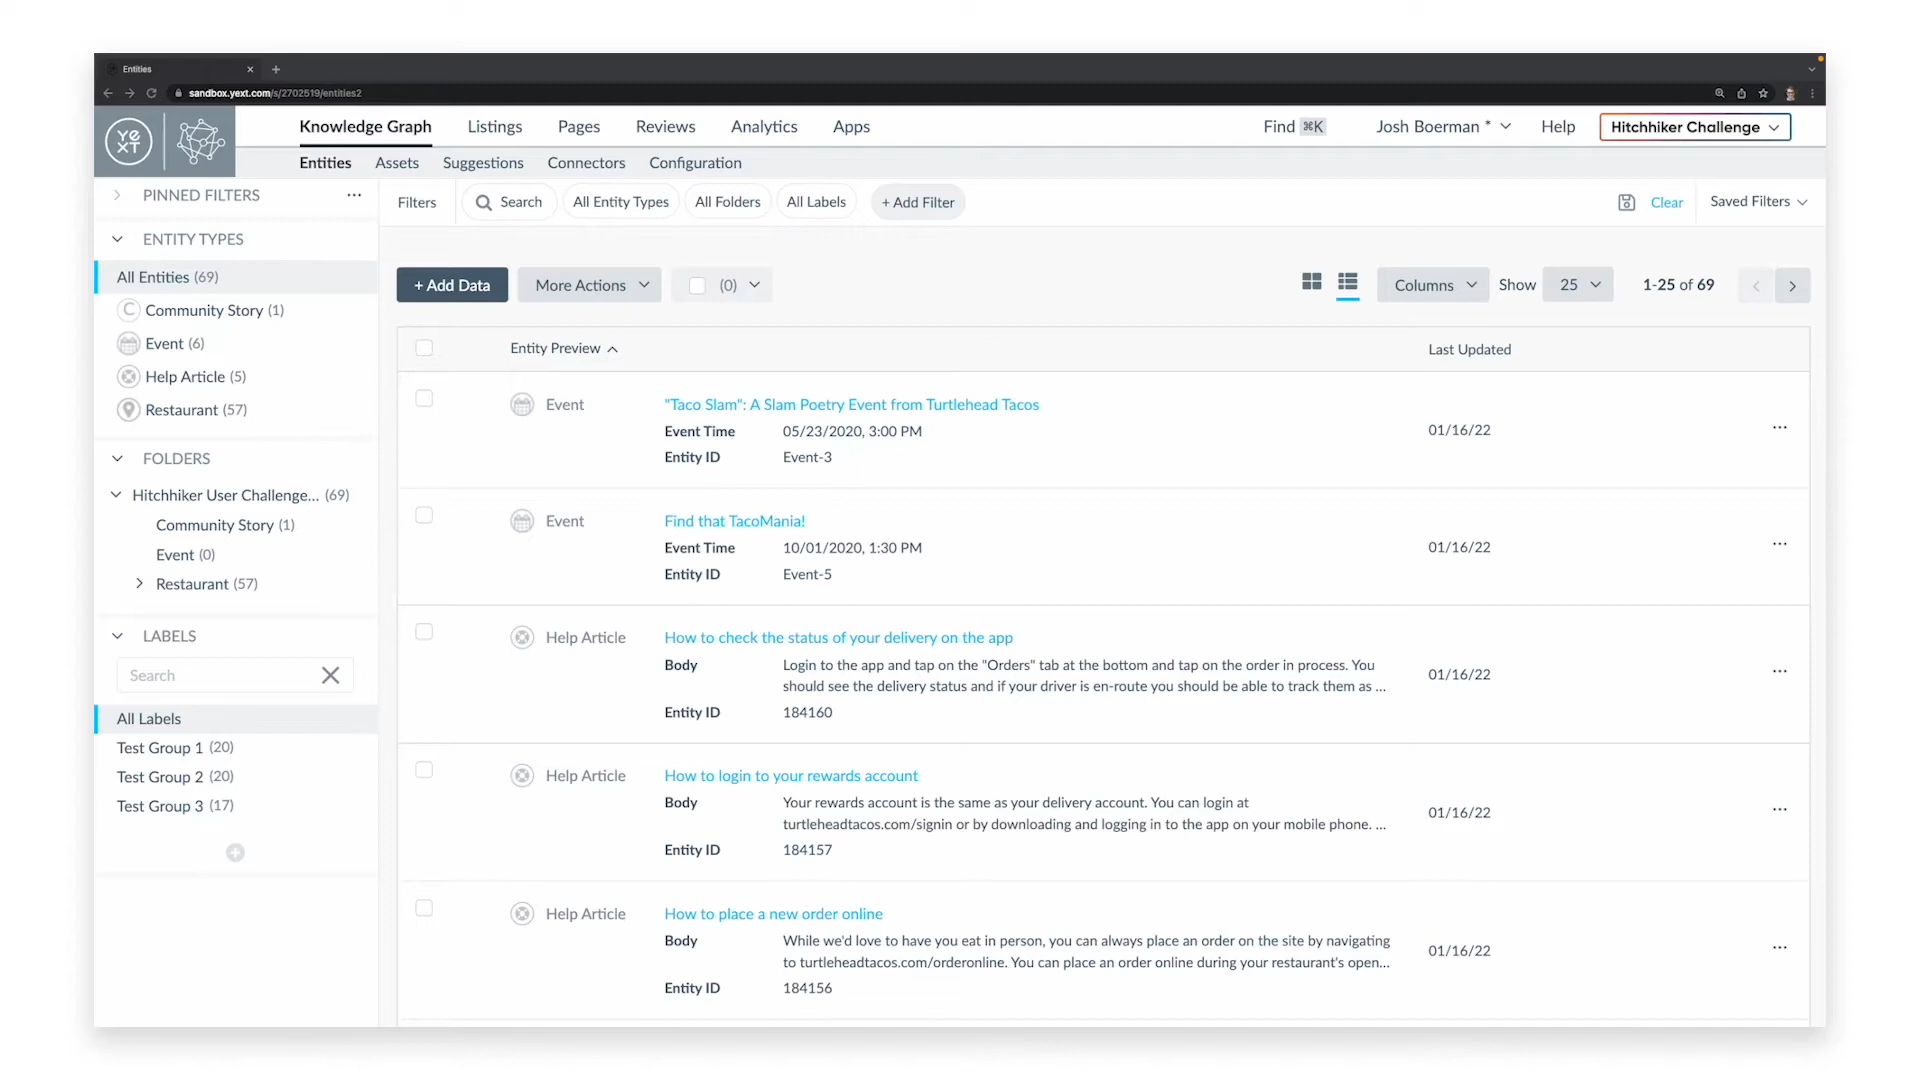 Entities
sandbox.yext.com/s/2702519/entities2
YEXT
Knowledge Graph Listings Pages Reviews Analytics Apps Find ⌘K Josh Boerman * Help Hitchhiker Challenge
Entities Assets Suggestions Connectors Configuration
PINNED FILTERS ...
Filters Search All Entity Types All Folders All Labels + Add Filter Clear Saved Filters
ENTITY TYPES
All Entities (69)
C Community Story (1)
Event (6)
Help Article (5)
Restaurant (57)
FOLDERS
Hitchhiker User Challenge... (69)
Community Story (1)
Event (0)
Restaurant (57)
LABELS
Search
All Labels
Test Group 1 (20)
Test Group 2 (20)
Test Group 3 (17)
+ Add Data More Actions (0) Columns Show 25 1-25 of 69
Entity Preview Last Updated
Event "Taco Slam": A Slam Poetry Event from Turtlehead Tacos
Event Time 05/23/2020, 3:00 PM 01/16/22 ...
Entity ID Event-3
Event Find that TacoMania!
Event Time 10/01/2020, 1:30 PM 01/16/22 ...
Entity ID Event-5
Help Article How to check the status of your delivery on the app
Body Login to the app and tap on the "Orders" tab at the bottom and tap on the order in process. You 01/16/22 ...
should see the delivery status and if your driver is en-route you should be able to track them as ...
Entity ID 184160
Help Article How to login to your rewards account
Body Your rewards account is the same as your delivery account. You can login at 01/16/22 ...
turtleheadtacos.com/signin or by downloading and logging in to the app on your mobile phone. ...
Entity ID 184157
Help Article How to place a new order online
Body While we'd love to have you eat in person, you can always place an order on the site by navigating 01/16/22 ...
to turtleheadtacos.com/orderonline. You can place an order online during your restaurant's open...
Entity ID 184156